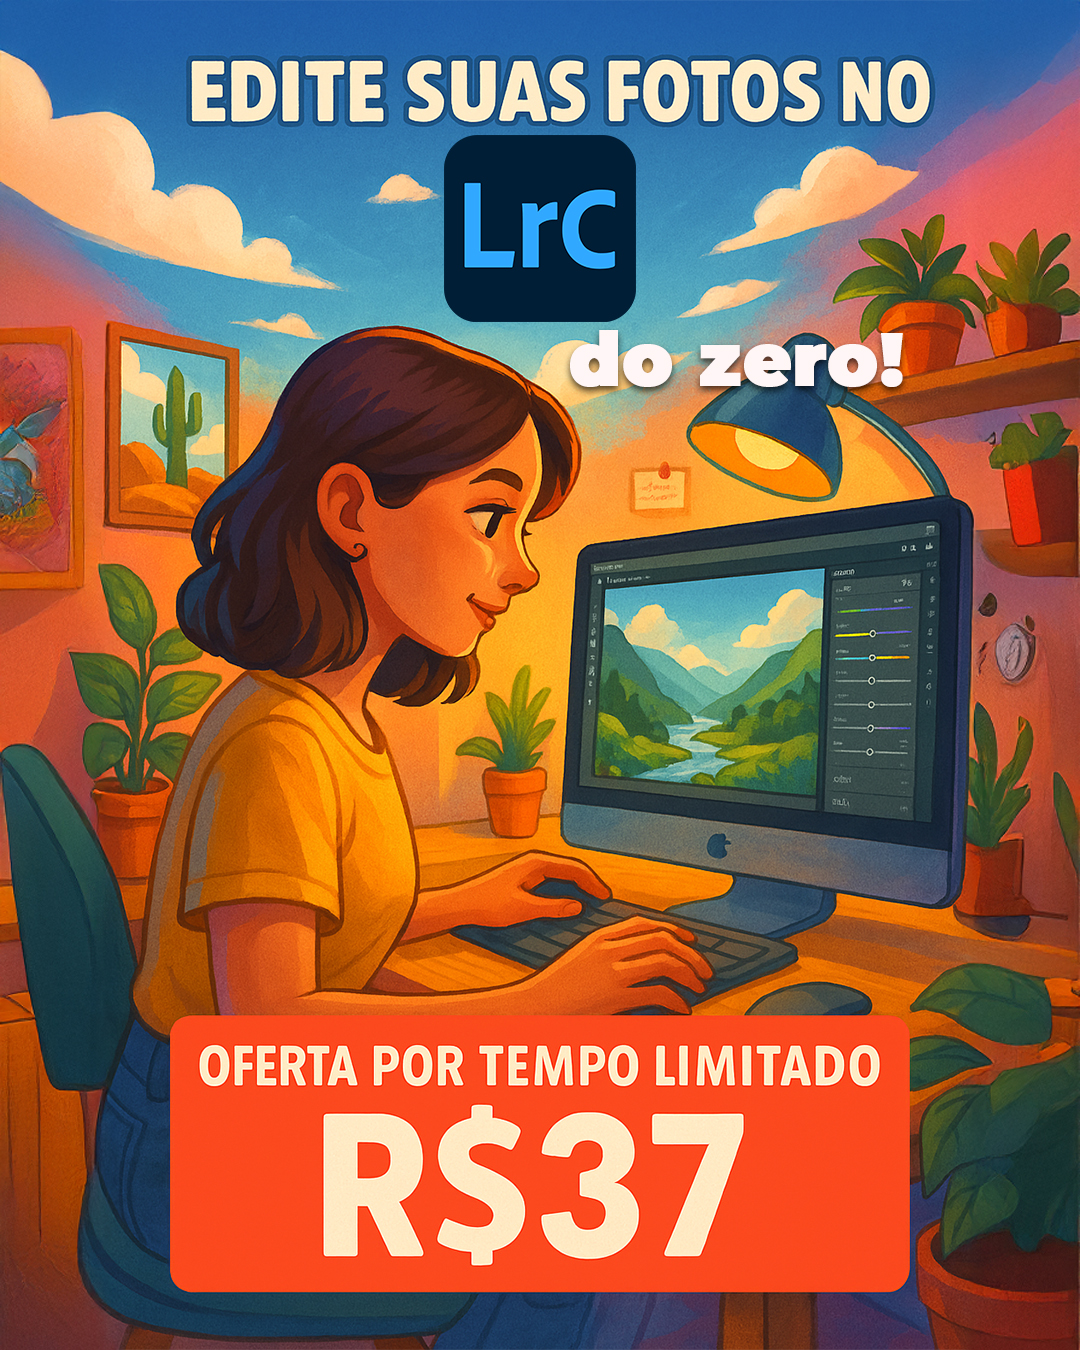 EDITE SUAS FOTOS NO
LrC
do zero!
OFERTA POR TEMPO LIMITADO
R$37